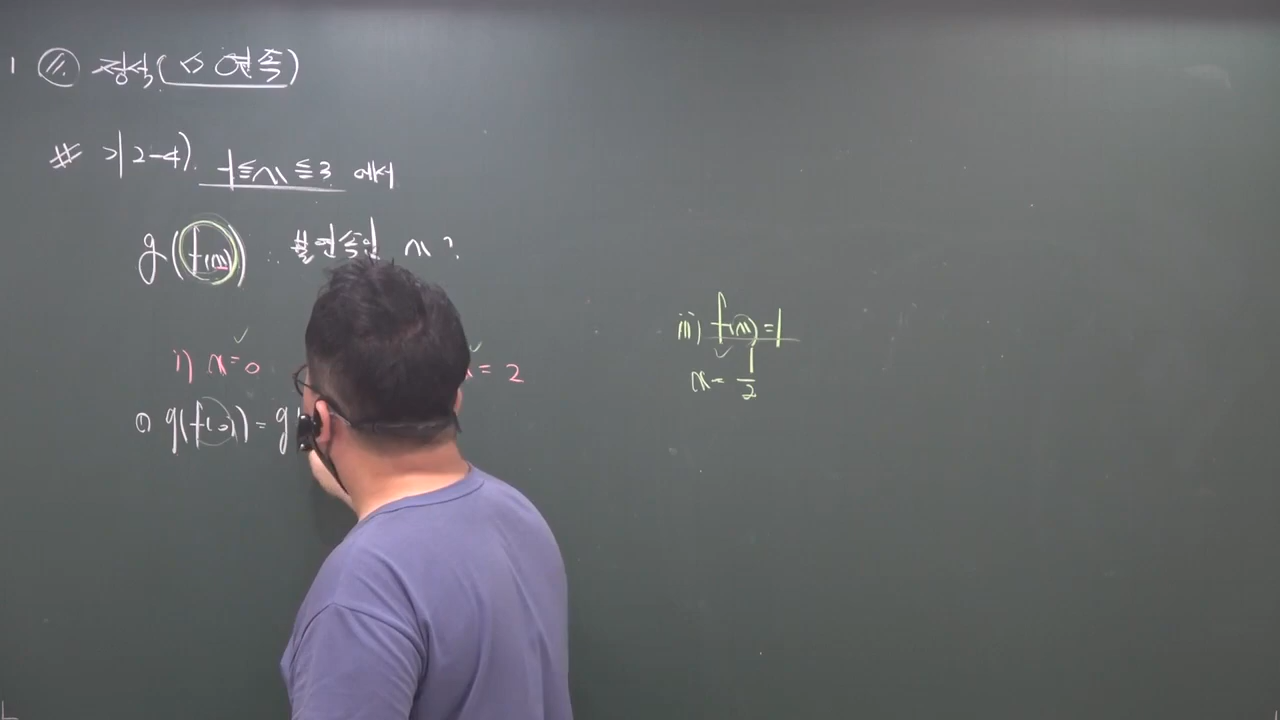 1 11. 정식( ⇔ 연속)
# 기 2-4). -1≦x≦3 에서
g(f(x)) : 불연속인 x ?
i) x=0
x=2
iii) f(x)=1
x= 1/2
① g(f(0)) = g(